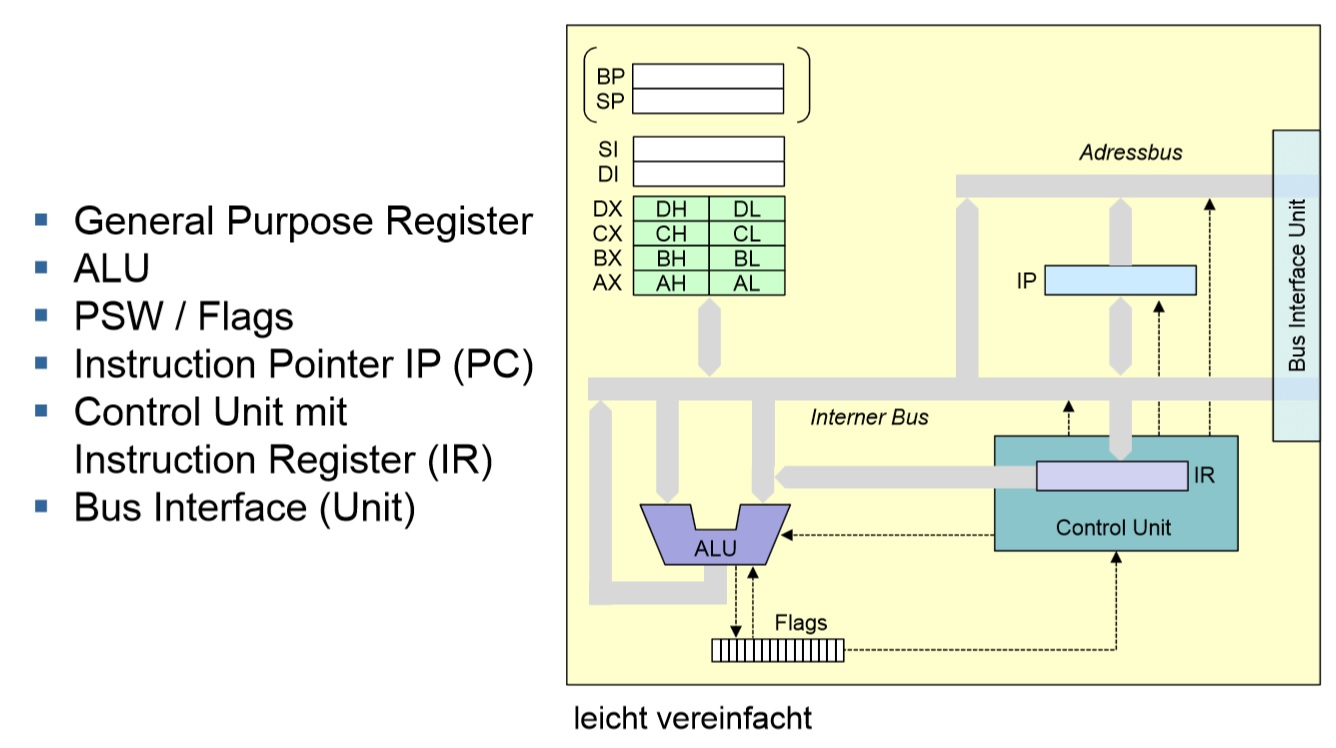 General Purpose Register
ALU
PSW / Flags
Instruction Pointer IP (PC)
Control Unit mit
Instruction Register (IR)
Bus Interface (Unit)
BP
SP
SI
DI
DX DH DL
CX CH CL
BX BH BL
AX AH AL
Adressbus
IP
Bus Interface Unit
Interner Bus
IR
Control Unit
ALU
Flags
leicht vereinfacht